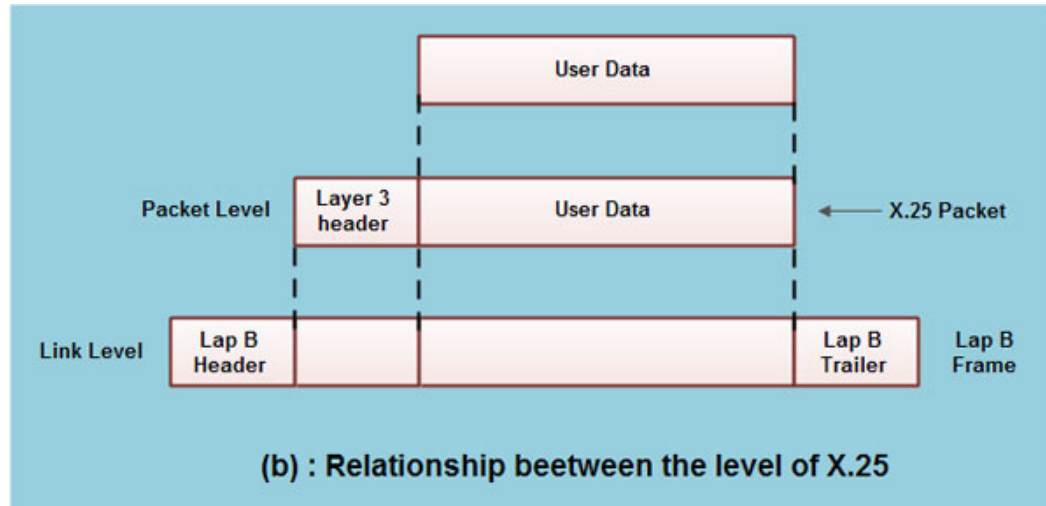 User Data
Packet Level
Layer 3
header
User Data
X.25 Packet
Link Level
Lap B
Header
Lap B
Trailer
Lap B
Frame
(b) : Relationship beetween the level of X.25